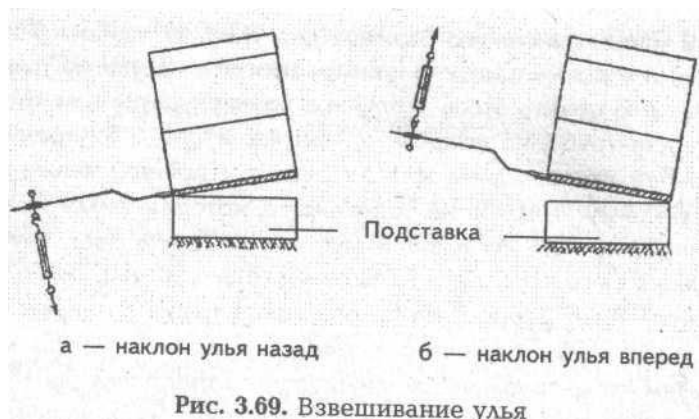 Подставка
а — наклон улья назад
б — наклон улья вперед
Рис. 3.69. Взвешивание улья